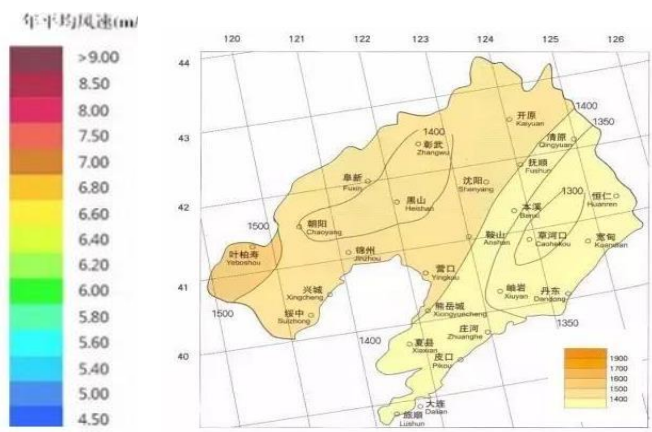 年平均风速(m/
>9.00
8.50
8.00
7.50
7.00
6.80
6.60
6.40
6.20
6.00
5.80
5.60
5.40
5.00
4.50
120
121
122
123
124
125
126
44
43
42
41
40
开原
Kaiyuan
1400
1350
清原
Qingyuan
1400
彰武
Zhangwu
抚顺
Fushun
阜新
Fuxin
沈阳
Shenyang
1300
恒仁
Huanren
黑山
Heishan
本溪
Benxi
1500
朝阳
Chaoyang
鞍山
Anshan
草河口
Caohekou
宽甸
Kuandian
叶柏寿
Yeboshou
锦州
Jinzhou
营口
Yingkou
兴城
Xingcheng
岫岩
Xiuyan
丹东
Dandong
1500
绥中
Suizhong
熊岳城
Xiongyuecheng
1350
庄河
Zhuanghe
1400
夏县
Xiaxian
皮口
Pikou
大连
Dalian
旅顺
Lushun
1900
1700
1600
1500
1400